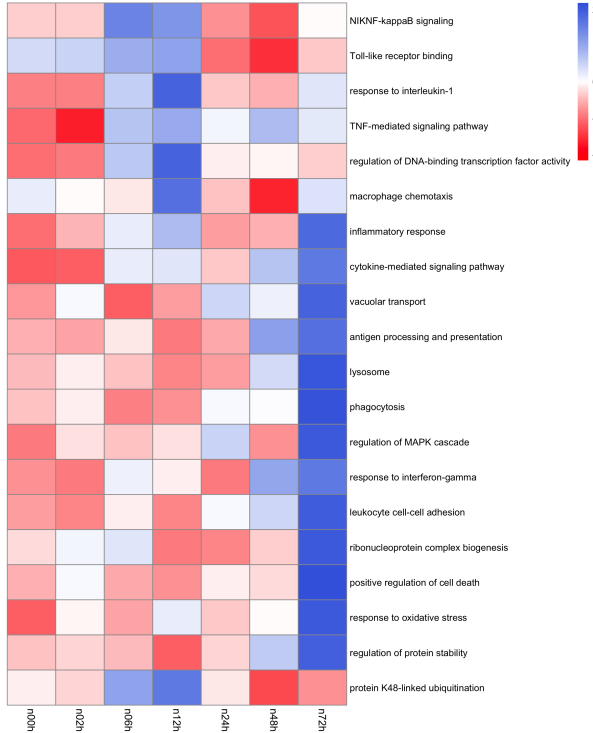 NIKNF-kappaB signaling
Toll-like receptor binding
response to interleukin-1
TNF-mediated signaling pathway
regulation of DNA-binding transcription factor activity
macrophage chemotaxis
inflammatory response
cytokine-mediated signaling pathway
vacuolar transport
antigen processing and presentation
lysosome
phagocytosis
regulation of MAPK cascade
response to interferon-gamma
leukocyte cell-cell adhesion
ribonucleoprotein complex biogenesis
positive regulation of cell death
response to oxidative stress
regulation of protein stability
protein K48-linked ubiquitination
n00h n02h n06h n12h n24h n48h n72h